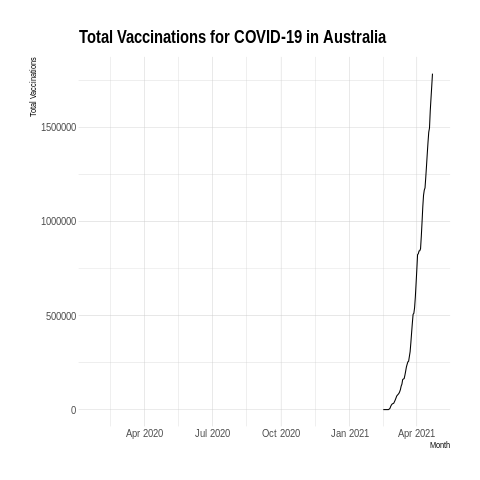 Total Vaccinations for COVID-19 in Australia
Total Vaccinations
1500000
1000000
500000
0
Apr 2020 Jul 2020 Oct 2020 Jan 2021 Apr 2021
Month